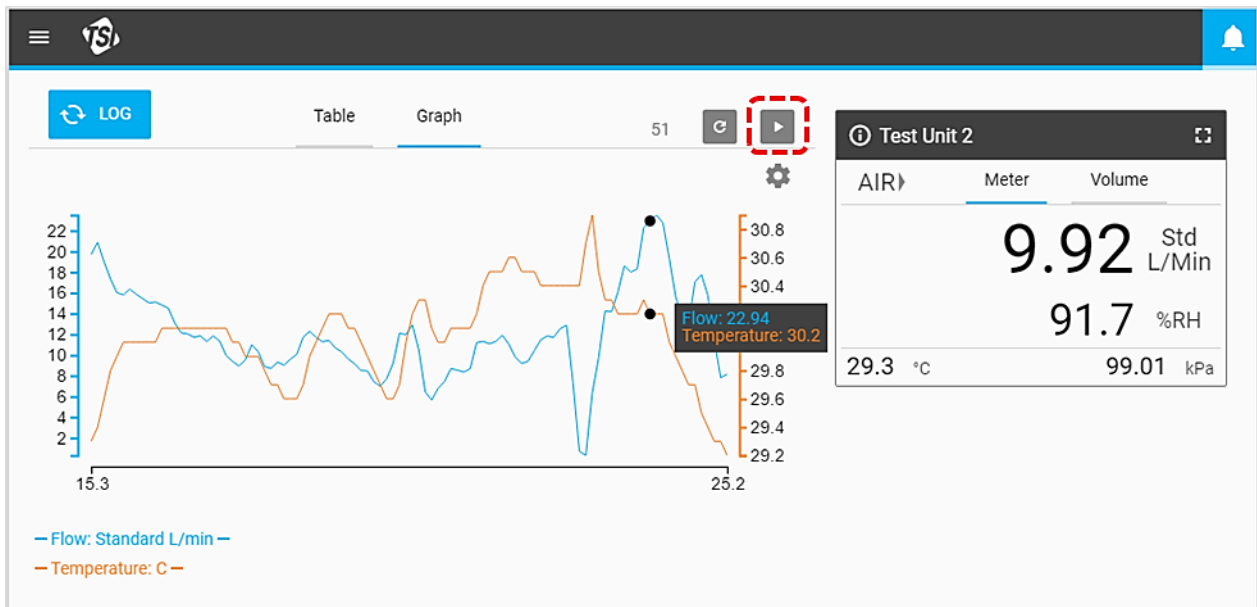 TSI
LOG
Table
Graph
51
Test Unit 2
AIR
Meter
Volume
9.92 Std L/Min
91.7 %RH
29.3 °C
99.01 kPa
22
20
18
16
14
12
10
8
6
4
2
30.8
30.6
30.4
29.8
29.6
29.4
29.2
Flow: 22.94
Temperature: 30.2
15.3
25.2
Flow: Standard L/min
Temperature: C